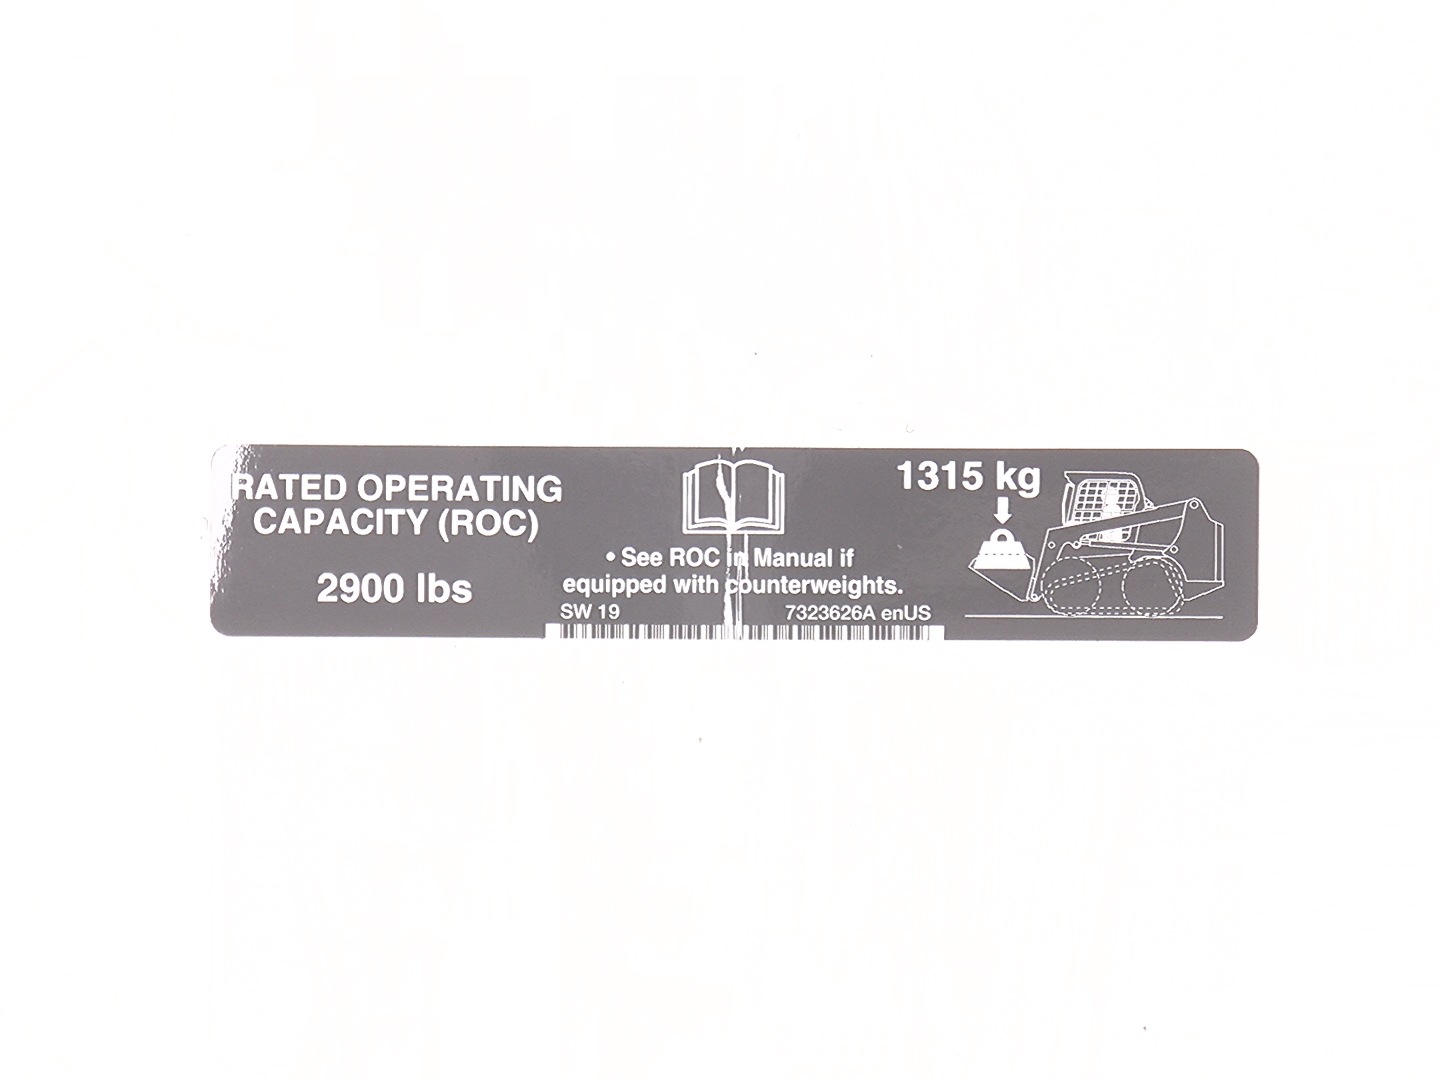 RATED OPERATING
CAPACITY (ROC)
2900 lbs
• See ROC in Manual if
equipped with counterweights.
SW 19
7323626A enUS
1315 kg